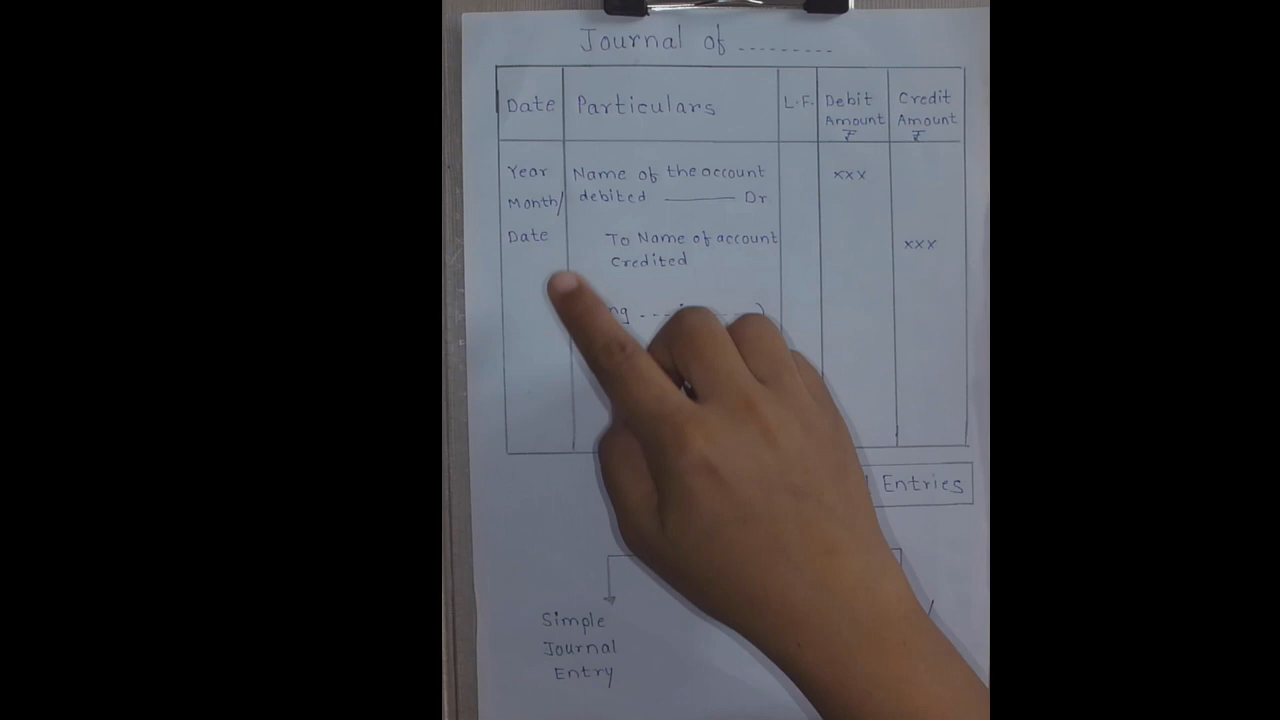 Journal of .........
Date Particulars L.F. Debit Amount ₹ Credit Amount ₹
Year Name of the account xxx
Month/ debited ——— Dr.
Date To Name of account xxx
Credited
Entries
Simple
Journal
Entry